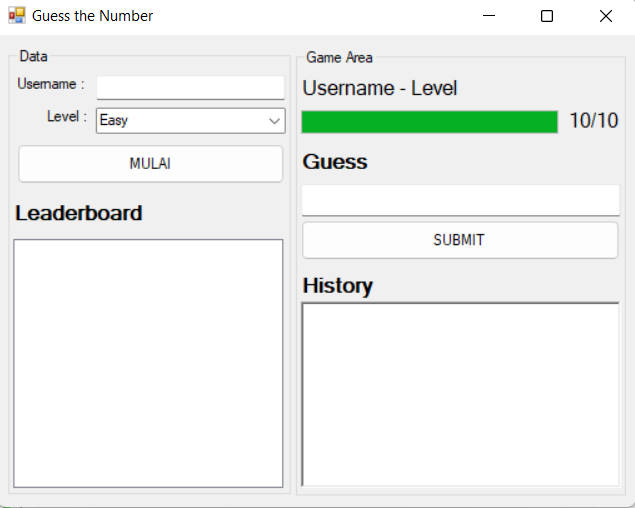 Guess the Number
Data
Username :
Level :
Easy
MULAI
Leaderboard
Game Area
Username - Level
10/10
Guess
SUBMIT
History